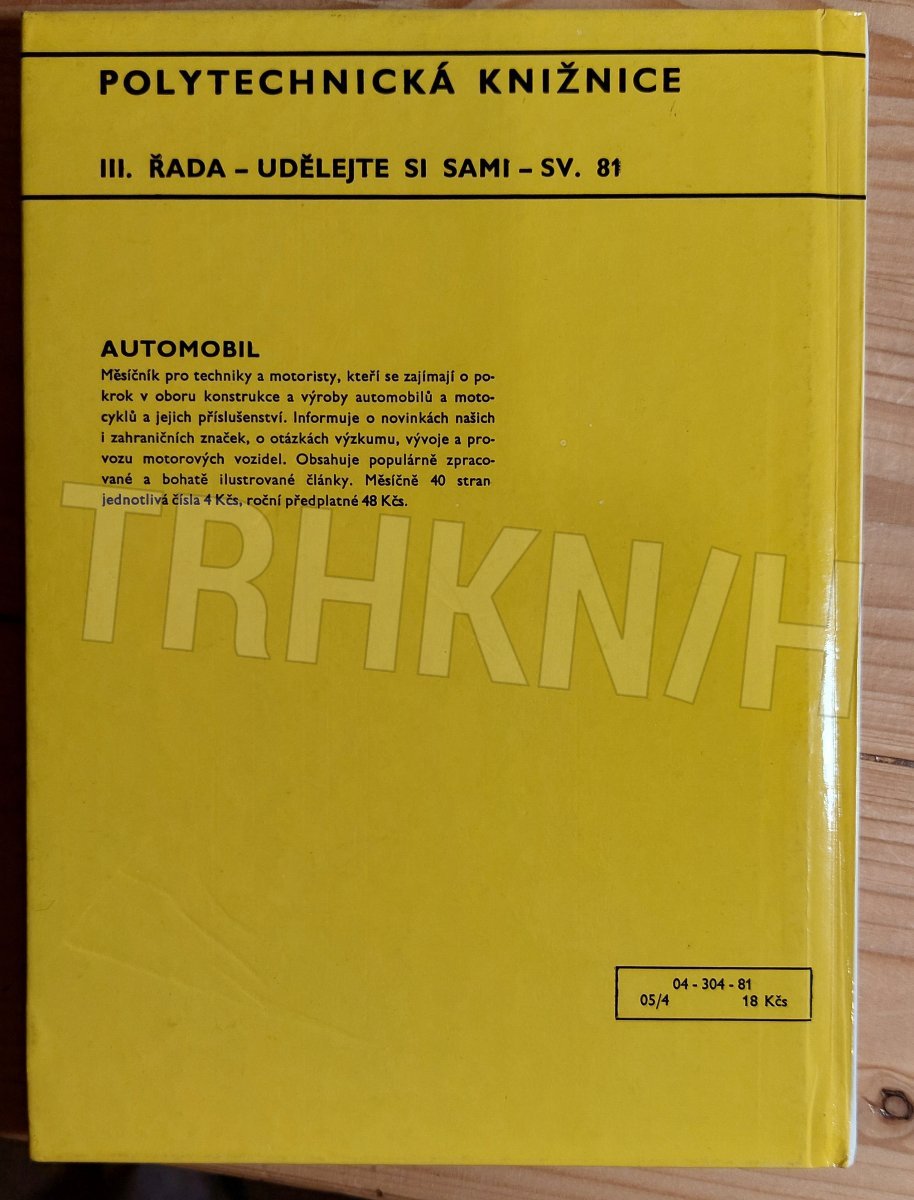 POLYTECHNICKÁ KNIŽNICE
III. ŘADA – UDĚLEJTE SI SAMI – SV. 81
AUTOMOBIL
Měsíčník pro techniky a motoristy, kteří se zajímají o po-
krok v oboru konstrukce a výroby automobilů a moto-
cyklů a jejich příslušenství. Informuje o novinkách našich
i zahraničních značek, o otázkách výzkumu, vývoje a pro-
vozu motorových vozidel. Obsahuje populárně zpraco-
vané a bohatě ilustrované články. Měsíčně 40 stran
jednotlivá čísla 4 Kčs, roční předplatné 48 Kčs.
TRHKN/H
04 - 304 - 81
05/4 18 Kčs